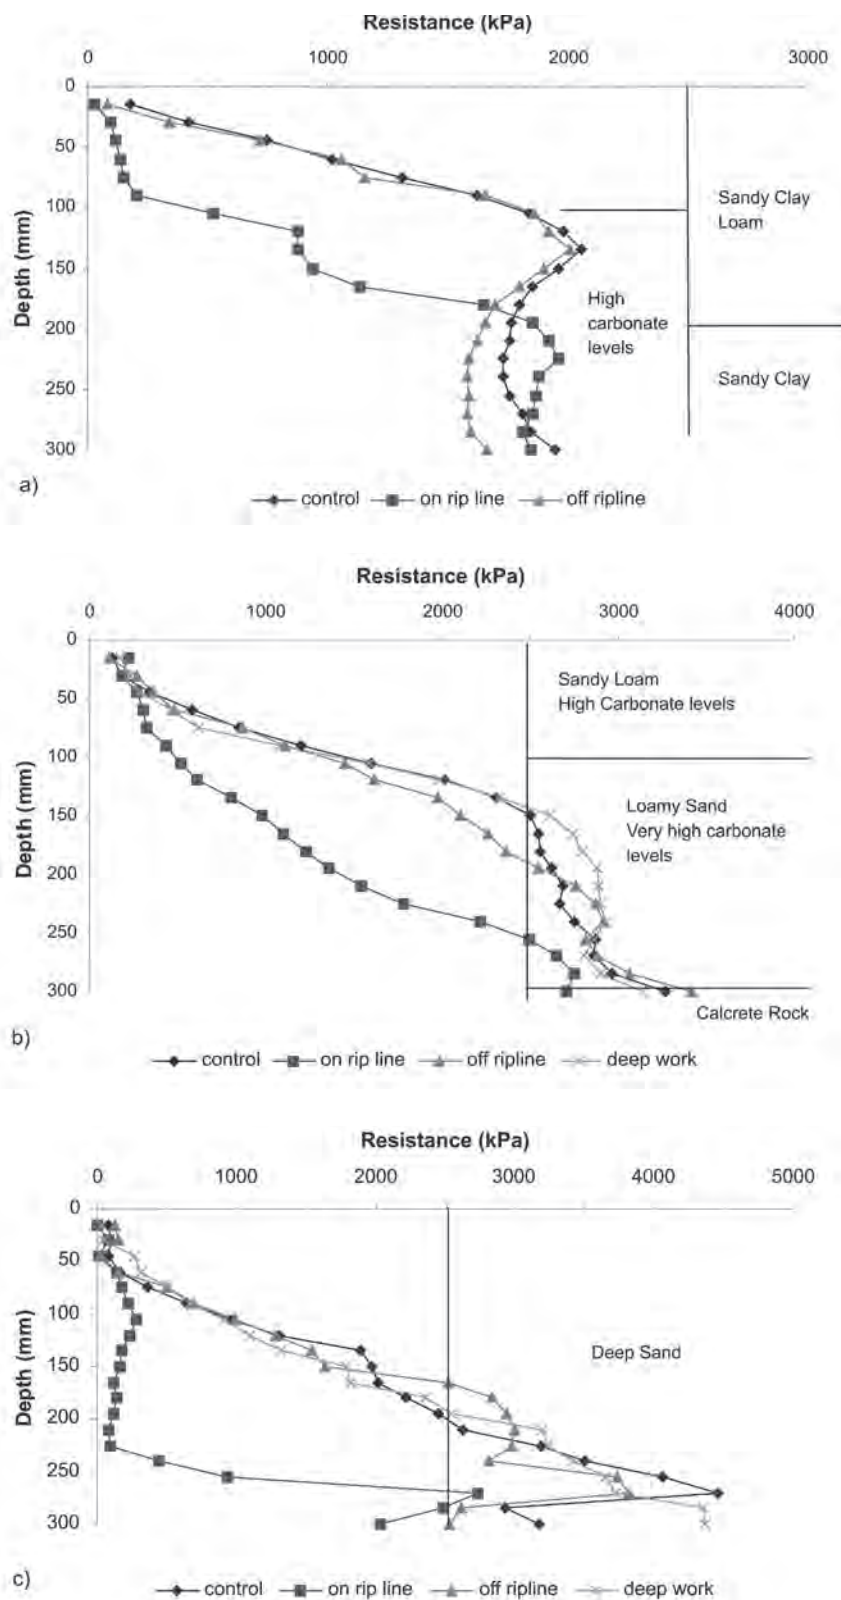 Resistance (kPa)
0 1000 2000 3000
0
50
100
150
200
250
300
Depth (mm)
Sandy Clay
Loam
High
carbonate
levels
Sandy Clay
a)
control on rip line off ripline
Resistance (kPa)
0 1000 2000 3000 4000
0
50
100
150
200
250
300
Depth (mm)
Sandy Loam
High Carbonate levels
Loamy Sand
Very high carbonate
levels
Calcrete Rock
b)
control on rip line off ripline deep work
Resistance (kPa)
0 1000 2000 3000 4000 5000
0
50
100
150
200
250
300
Depth (mm)
Deep Sand
c)
control on rip line off ripline deep work